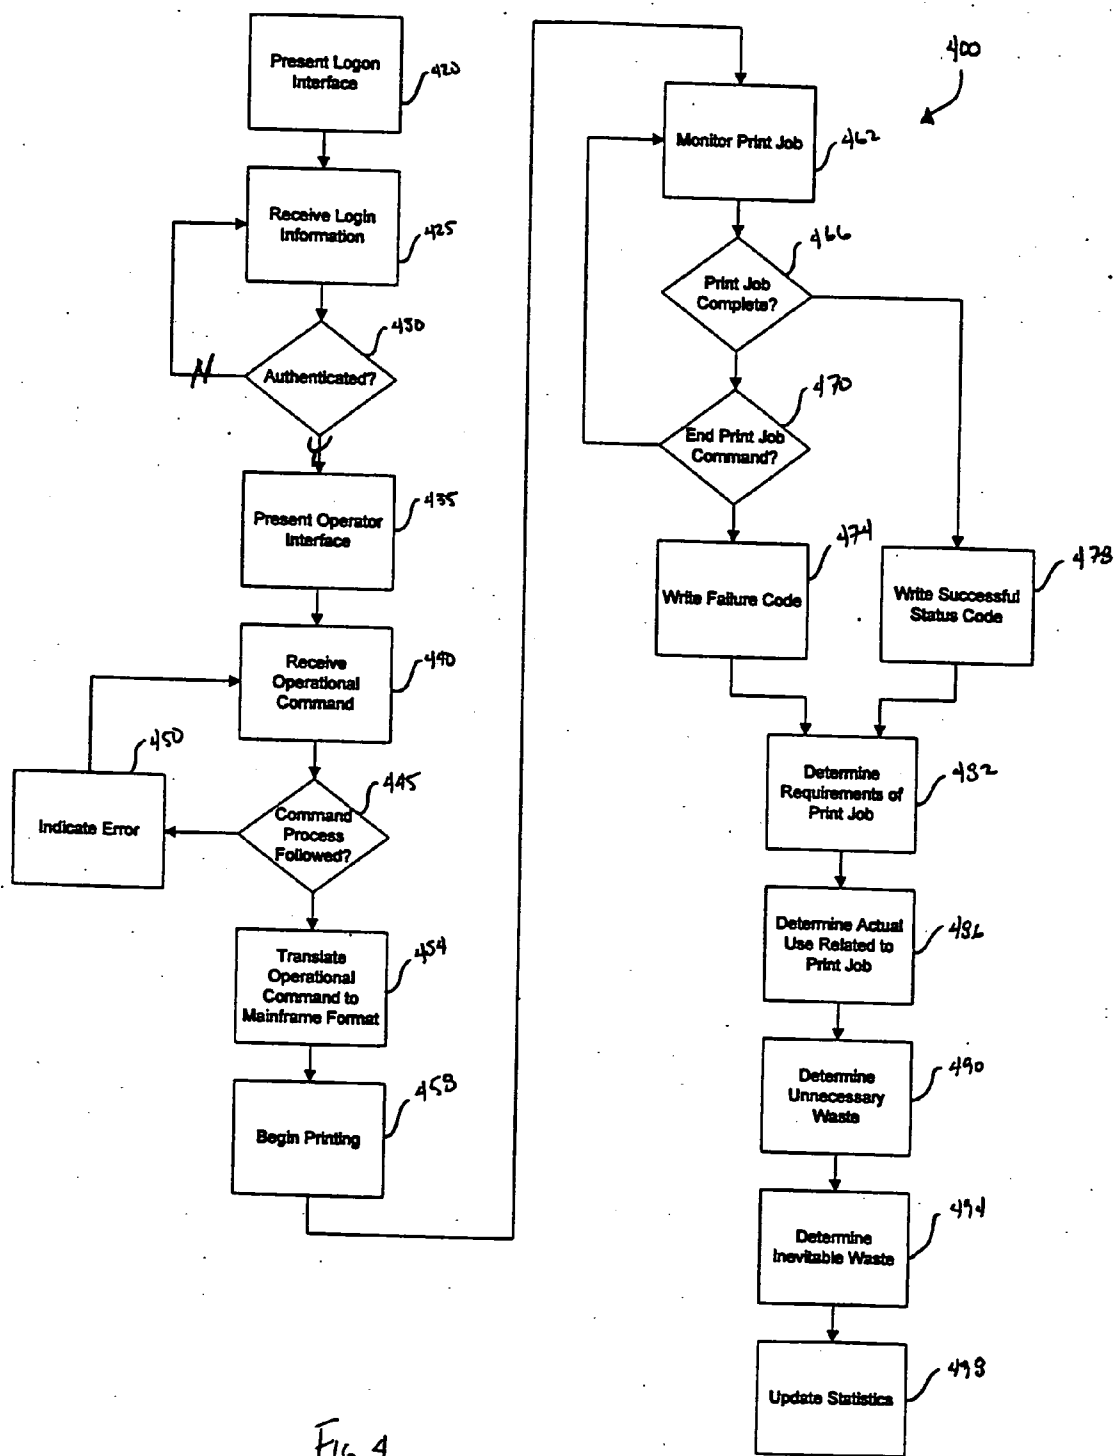 Present Logon
Interface
420
Receive Login
Information
425
Authenticated?
430
N
Y
Present Operator
Interface
435
Receive
Operational
Command
440
Command
Process
Followed?
445
Indicate Error
450
Translate
Operational
Command to
Mainframe Format
454
Begin Printing
458
400
Monitor Print Job
462
Print Job
Complete?
466
End Print Job
Command?
470
Write Failure Code
474
Write Successful
Status Code
478
Determine
Requirements of
Print Job
482
Determine Actual
Use Related to
Print Job
486
Determine
Unnecessary
Waste
490
Determine
Inevitable Waste
494
Update Statistics
498
FIG 4